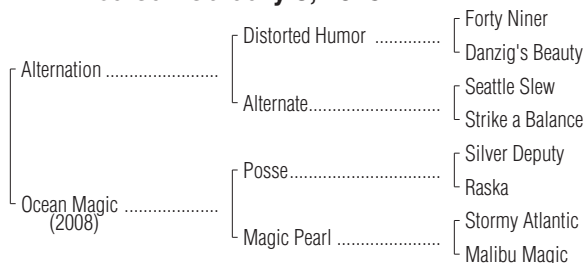 Forty Niner
Distorted Humor ................
Danzig's Beauty
Alternation ......................
Seattle Slew
Alternate..........................
Strike a Balance
Silver Deputy
Posse..............................
Raska
Ocean Magic ..................
(2008)
Stormy Atlantic
Magic Pearl ....................
Malibu Magic